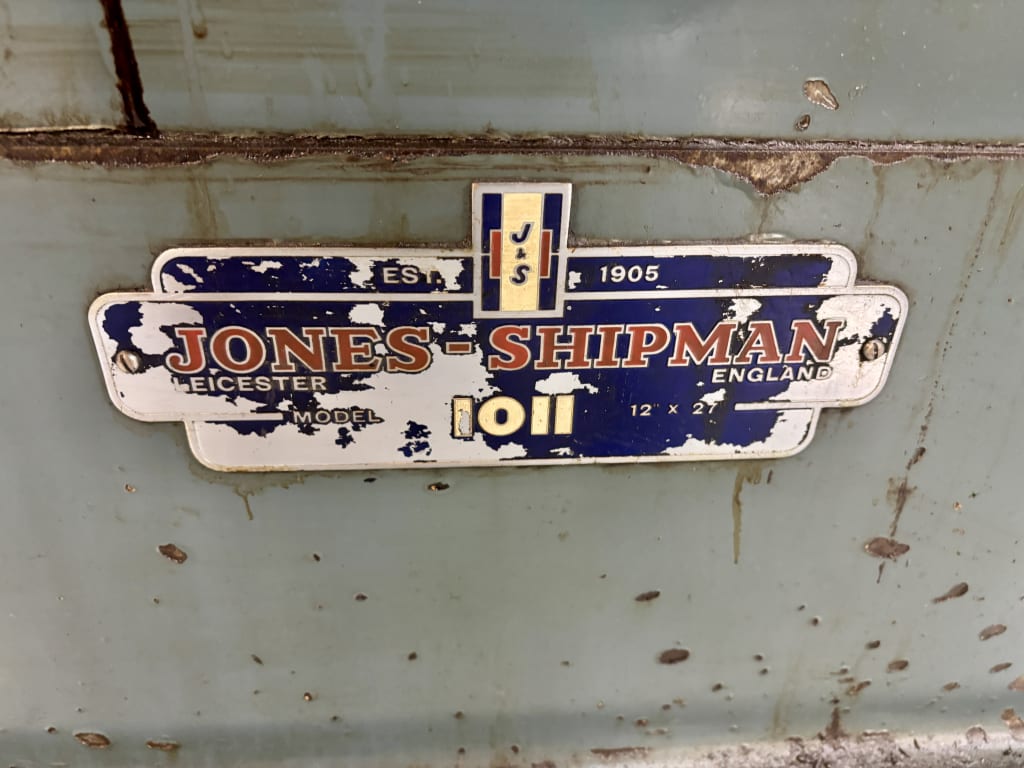 J & S
EST. 1905
JONES - SHIPMAN
LEICESTER ENGLAND
MODEL 1011 12" X 27"